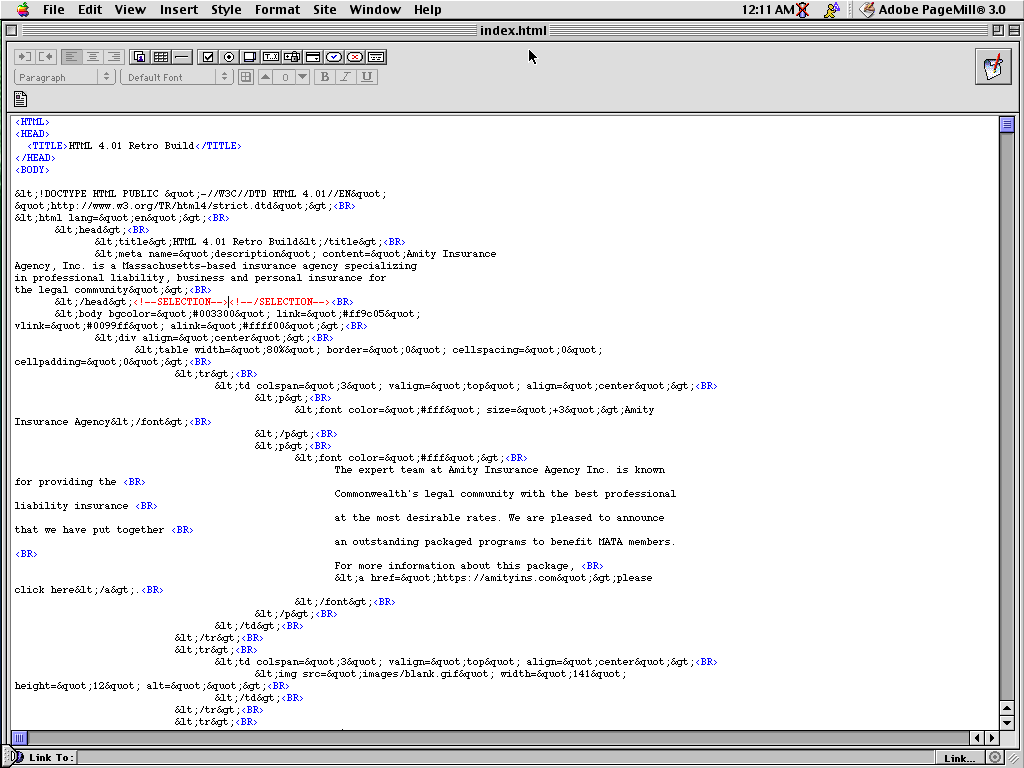 File Edit View Insert Style Format Site Window Help 12:11 AM Adobe PageMill® 3.0
index.html
Paragraph Default Font 0 B I U
<HTML>
<HEAD>
<TITLE>HTML 4.01 Retro Build</TITLE>
</HEAD>
<BODY>
&lt;!DOCTYPE HTML PUBLIC &quot;-//W3C//DTD HTML 4.01//EN&quot;
&quot;http://www.w3.org/TR/html4/strict.dtd&quot;&gt;<BR>
&lt;html lang=&quot;en&quot;&gt;<BR>
&lt;head&gt;<BR>
&lt;title&gt;HTML 4.01 Retro Build&lt;/title&gt;<BR>
&lt;meta name=&quot;description&quot; content=&quot;Amity Insurance
Agency, Inc. is a Massachusetts-based insurance agency specializing
in professional liability, business and personal insurance for
the legal community&quot;&gt;<BR>
&lt;/head&gt;<!--SELECTION--><!--/SELECTION--><BR>
&lt;body bgcolor=&quot;#003300&quot; link=&quot;#ff9c05&quot;
vlink=&quot;#0099ff&quot; alink=&quot;#ffff00&quot;&gt;<BR>
&lt;div align=&quot;center&quot;&gt;<BR>
&lt;table width=&quot;80%&quot; border=&quot;0&quot; cellspacing=&quot;0&quot;
cellpadding=&quot;0&quot;&gt;<BR>
&lt;tr&gt;<BR>
&lt;td colspan=&quot;3&quot; valign=&quot;top&quot; align=&quot;center&quot;&gt;<BR>
&lt;p&gt;<BR>
&lt;font color=&quot;#fff&quot; size=&quot;+3&quot;&gt;Amity
Insurance Agency&lt;/font&gt;<BR>
&lt;/p&gt;<BR>
&lt;p&gt;<BR>
&lt;font color=&quot;#fff&quot;&gt;<BR>
The expert team at Amity Insurance Agency Inc. is known
for providing the <BR>
Commonwealth's legal community with the best professional
liability insurance <BR>
at the most desirable rates. We are pleased to announce
that we have put together <BR>
an outstanding packaged programs to benefit MATA members.
<BR>
For more information about this package, <BR>
&lt;a href=&quot;https://amityins.com&quot;&gt;please
click here&lt;/a&gt;.<BR>
&lt;/font&gt;<BR>
&lt;/p&gt;<BR>
&lt;/td&gt;<BR>
&lt;/tr&gt;<BR>
&lt;tr&gt;<BR>
&lt;td colspan=&quot;3&quot; valign=&quot;top&quot; align=&quot;center&quot;&gt;<BR>
&lt;img src=&quot;images/blank.gif&quot; width=&quot;141&quot;
height=&quot;12&quot; alt=&quot;&quot;&gt;<BR>
&lt;/td&gt;<BR>
&lt;/tr&gt;<BR>
&lt;tr&gt;<BR>
Link To: Link...